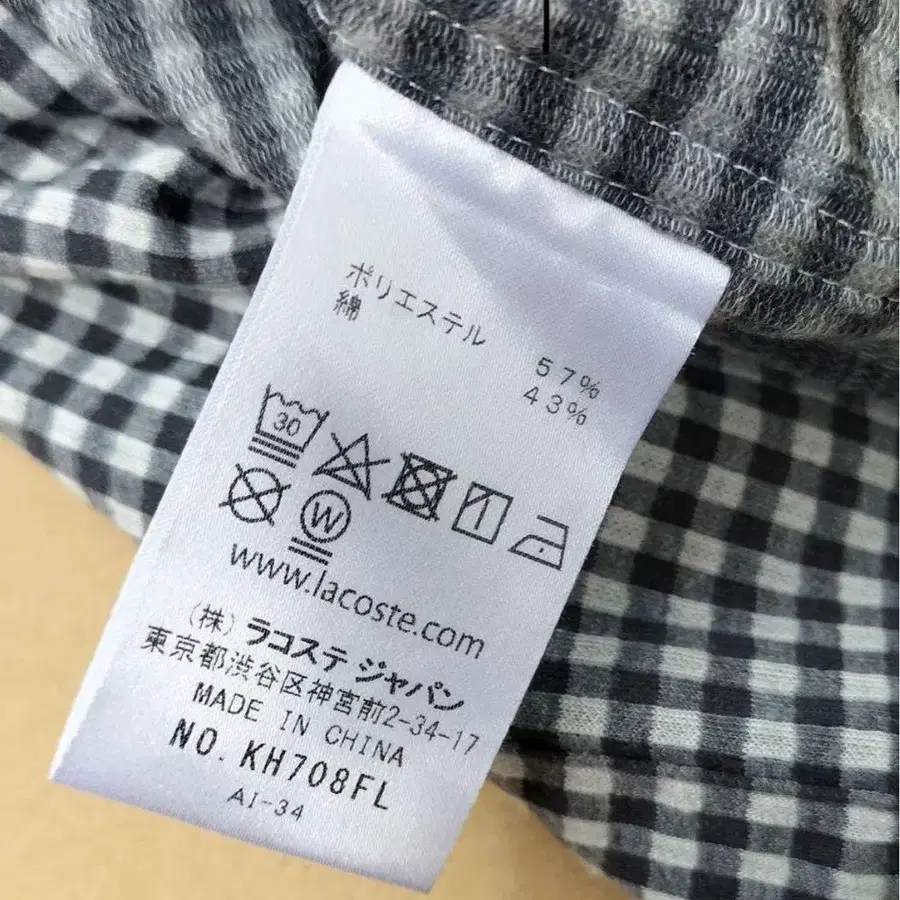 ポリエステル 57%
綿 43%
30
W
www.lacoste.com
(株) ラコステ ジャパン
東京都渋谷区神宮前2-34-17
MADE IN CHINA
NO. KH708FL
AI-34